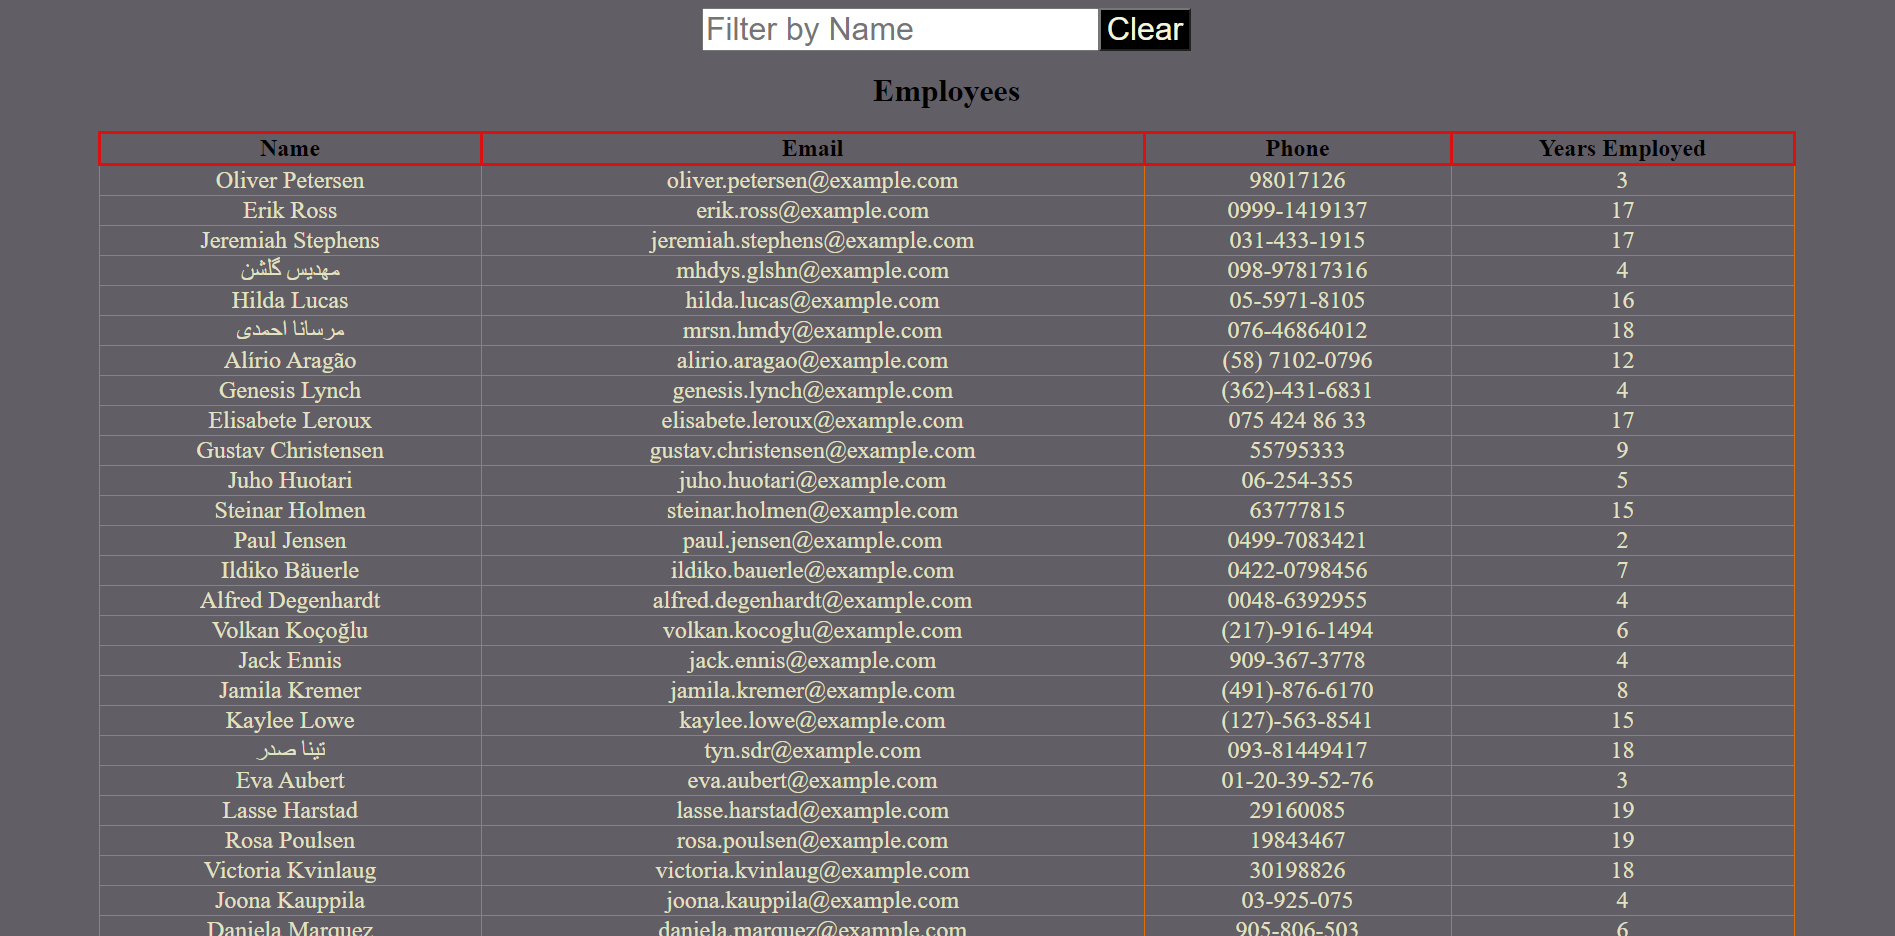 Filter by Name Clear
Employees
Name Email Phone Years Employed
Oliver Petersen oliver.petersen@example.com 98017126 3
Erik Ross erik.ross@example.com 0999-1419137 17
Jeremiah Stephens jeremiah.stephens@example.com 031-433-1915 17
مهدیس گلشن mhdys.glshn@example.com 098-97817316 4
Hilda Lucas hilda.lucas@example.com 05-5971-8105 16
مرسانا احمدی mrsn.hmdy@example.com 076-46864012 18
Alírio Aragão alirio.aragao@example.com (58) 7102-0796 12
Genesis Lynch genesis.lynch@example.com (362)-431-6831 4
Elisabete Leroux elisabete.leroux@example.com 075 424 86 33 17
Gustav Christensen gustav.christensen@example.com 55795333 9
Juho Huotari juho.huotari@example.com 06-254-355 5
Steinar Holmen steinar.holmen@example.com 63777815 15
Paul Jensen paul.jensen@example.com 0499-7083421 2
Ildiko Bäuerle ildiko.bauerle@example.com 0422-0798456 7
Alfred Degenhardt alfred.degenhardt@example.com 0048-6392955 4
Volkan Koçoğlu volkan.kocoglu@example.com (217)-916-1494 6
Jack Ennis jack.ennis@example.com 909-367-3778 4
Jamila Kremer jamila.kremer@example.com (491)-876-6170 8
Kaylee Lowe kaylee.lowe@example.com (127)-563-8541 15
تینا صدر tyn.sdr@example.com 093-81449417 18
Eva Aubert eva.aubert@example.com 01-20-39-52-76 3
Lasse Harstad lasse.harstad@example.com 29160085 19
Rosa Poulsen rosa.poulsen@example.com 19843467 19
Victoria Kvinlaug victoria.kvinlaug@example.com 30198826 18
Joona Kauppila joona.kauppila@example.com 03-925-075 4
Daniela Marquez daniela.marquez@example.com 905-806-503 6